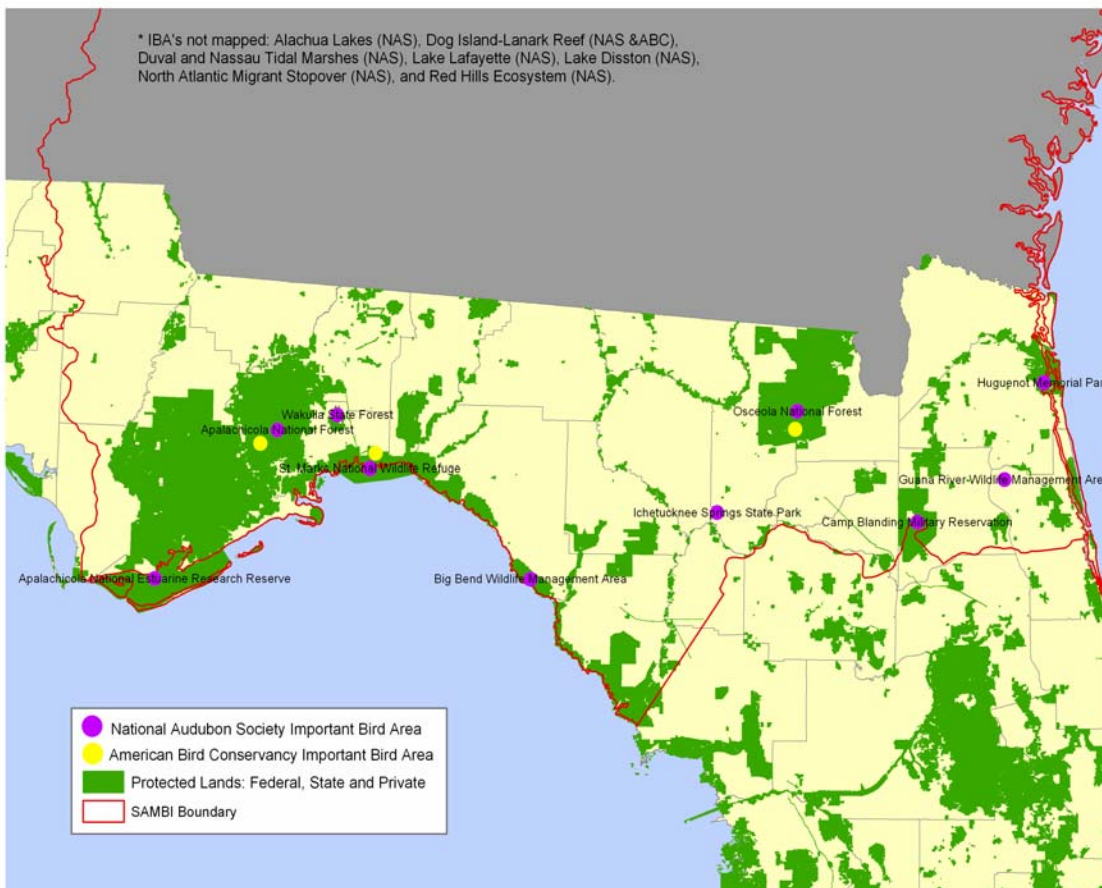 * IBA's not mapped: Alachua Lakes (NAS), Dog Island-Lanark Reef (NAS &ABC),
Duval and Nassau Tidal Marshes (NAS), Lake Lafayette (NAS), Lake Disston (NAS),
North Atlantic Migrant Stopover (NAS), and Red Hills Ecosystem (NAS).
Huguenot Memorial Par
Osceola National Forest
Wakulla State Forest
Apalachicola National Forest
St. Marks National Wildlife Refuge
Guana River-Wildlife Management Area
Ichetucknee Springs State Park
Camp Blanding Military Reservation
Apalachicola National Estuarine Research Reserve
Big Bend Wildlife Management Area
National Audubon Society Important Bird Area
American Bird Conservancy Important Bird Area
Protected Lands: Federal, State and Private
SAMBI Boundary